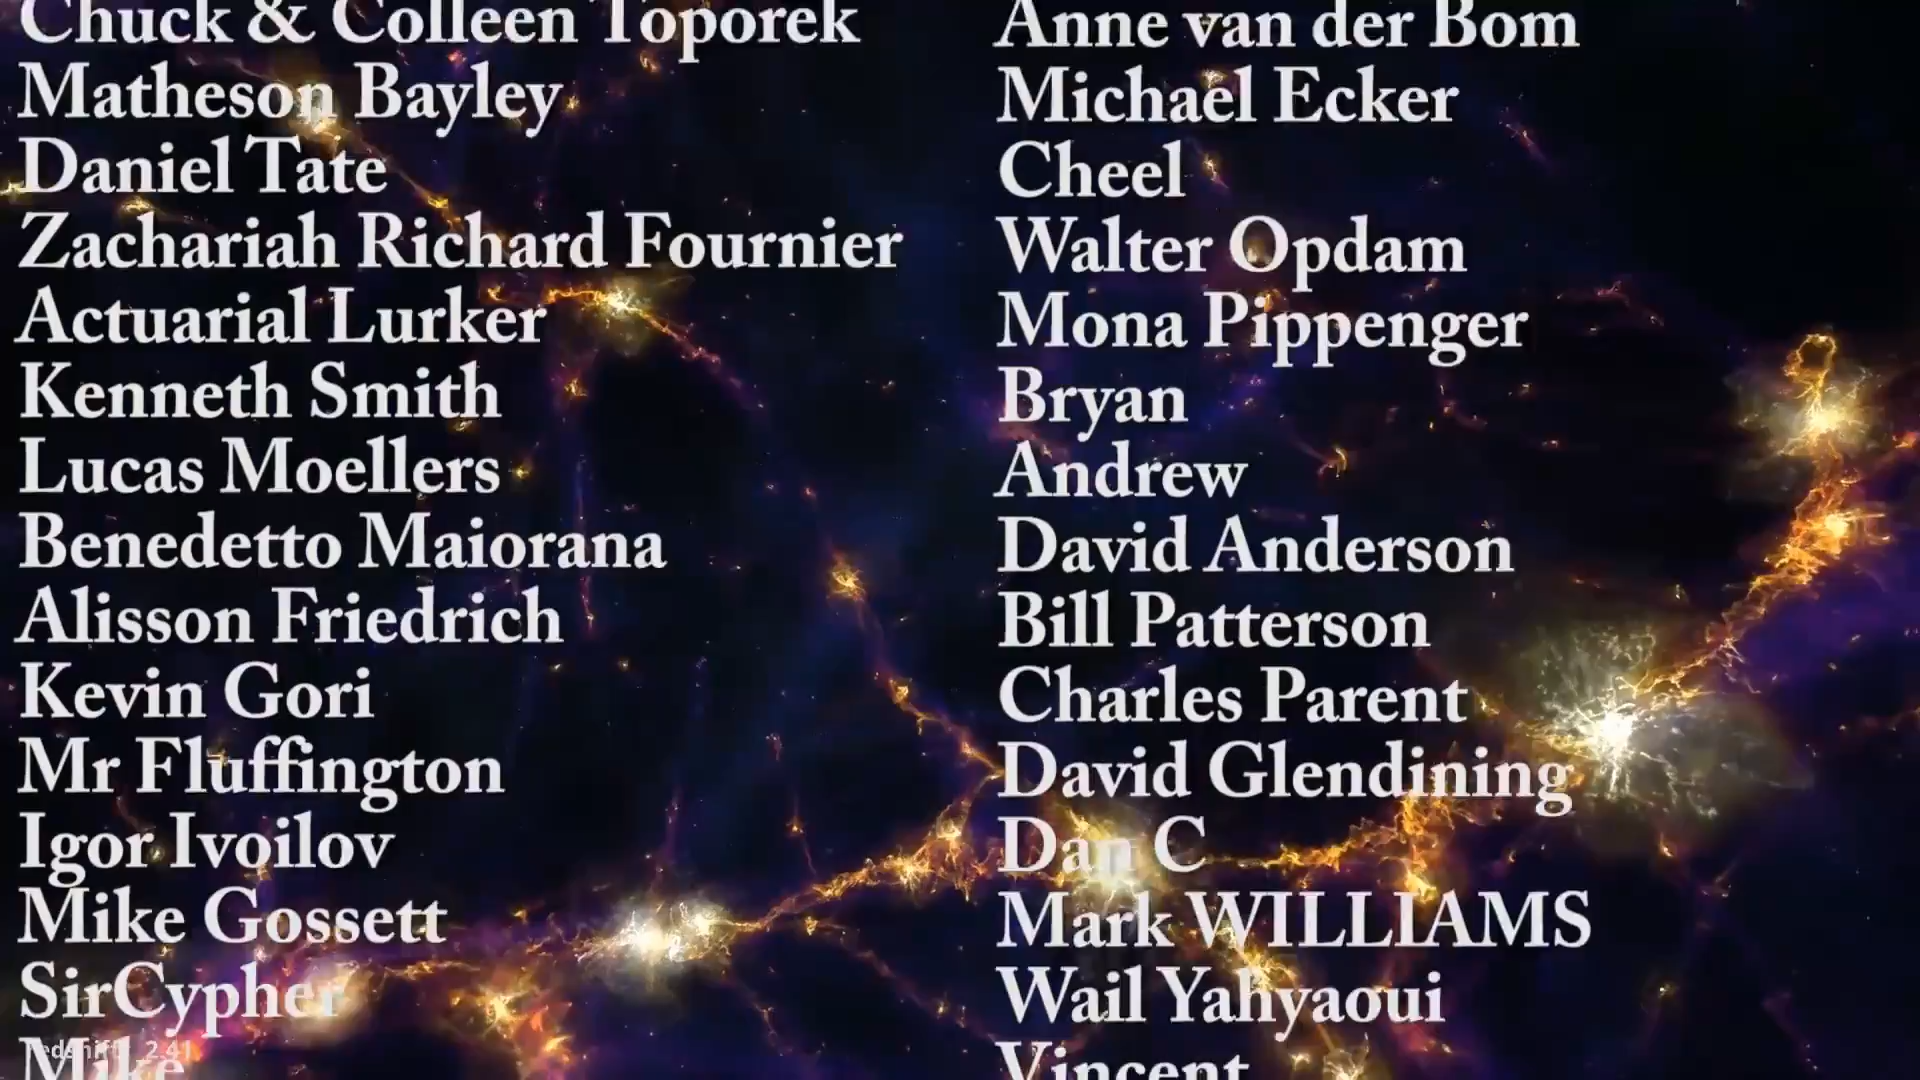 Chuck & Colleen Toporek
Matheson Bayley
Daniel Tate
Zachariah Richard Fournier
Actuarial Lurker
Kenneth Smith
Lucas Moellers
Benedetto Maiorana
Alisson Friedrich
Kevin Gori
Mr Fluffington
Igor Ivoilov
Mike Gossett
SirCypher
Mike
Anne van der Bom
Michael Ecker
Cheel
Walter Opdam
Mona Pippenger
Bryan
Andrew
David Anderson
Bill Patterson
Charles Parent
David Glendining
Dan C
Mark WILLIAMS
Wail Yahyaoui
Vincent